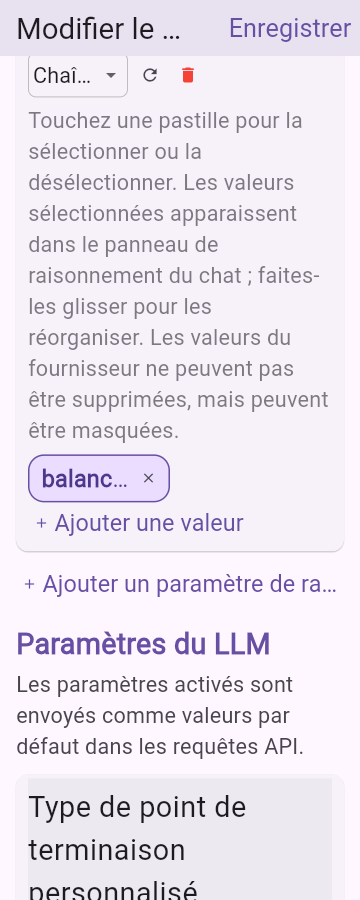 Modifier le ... Enregistrer
Chaî...
Touchez une pastille pour la
sélectionner ou la
désélectionner. Les valeurs
sélectionnées apparaissent
dans le panneau de
raisonnement du chat ; faites-
les glisser pour les
réorganiser. Les valeurs du
fournisseur ne peuvent pas
être supprimées, mais peuvent
être masquées.
balanc... ×
+ Ajouter une valeur
+ Ajouter un paramètre de ra...
Paramètres du LLM
Les paramètres activés sont
envoyés comme valeurs par
défaut dans les requêtes API.
Type de point de
terminaison
personnalisé